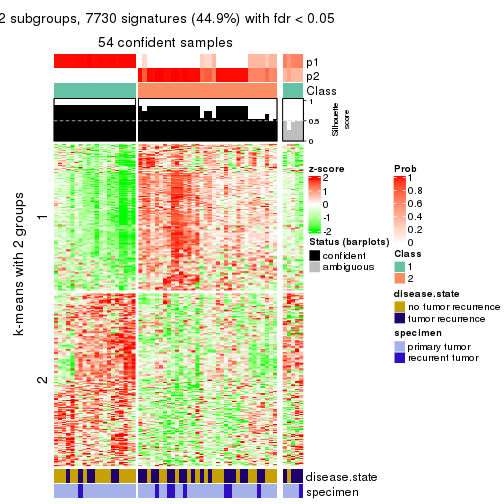 2 subgroups, 7730 signatures (44.9%) with fdr < 0.05
54 confident samples
p1
p2
Class
1
0.5
0
Silhouette
score
k-means with 2 groups
1
2
z-score
2
1
0
-1
-2
Status (barplots)
confident
ambiguous
Prob
1
0.8
0.6
0.4
0.2
0
Class
1
2
disease.state
no tumor recurrence
tumor recurrence
specimen
primary tumor
recurrent tumor
disease.state
specimen